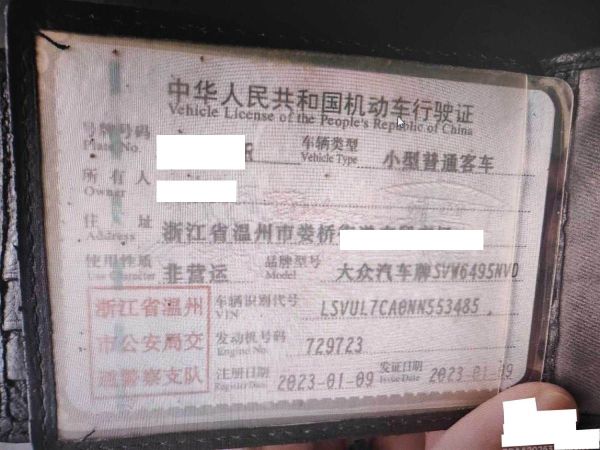 中华人民共和国机动车行驶证
Vehicle License of the People's Republic of China
号牌号码 车辆类型 小型普通客车
Plate No. Vehicle Type
所有人
Owner
住址 浙江省温州市娄桥
Address
使用性质 非营运 品牌型号 大众汽车牌SVW6495NVD
Use Character Model
浙江省温州
市公安局交
通警察支队
车辆识别代号 LSVUL7CA0NN553485
VIN
发动机号码 729723
Engine No.
注册日期 2023-01-09 发证日期 2023-01-09
Register Date Issue Date